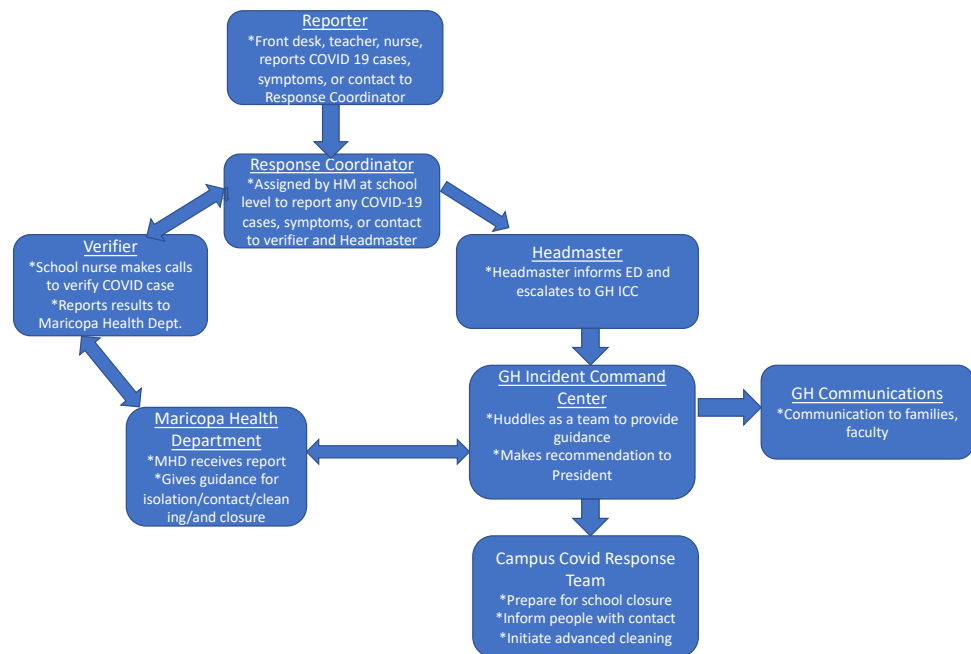 Reporter
*Front desk, teacher, nurse,
reports COVID 19 cases,
symptoms, or contact to
Response Coordinator
Response Coordinator
*Assigned by HM at school
level to report any COVID-19
cases, symptoms, or contact
to verifier and Headmaster
Verifier
*School nurse makes calls
to verify COVID case
*Reports results to
Maricopa Health Dept.
Headmaster
*Headmaster informs ED and
escalates to GH ICC
GH Incident Command
Center
*Huddles as a team to provide
guidance
*Makes recommendation to
President
GH Communications
*Communication to families,
faculty
Maricopa Health
Department
*MHD receives report
*Gives guidance for
isolation/contact/clean
ing/and closure
Campus Covid Response
Team
*Prepare for school closure
*Inform people with contact
*Initiate advanced cleaning